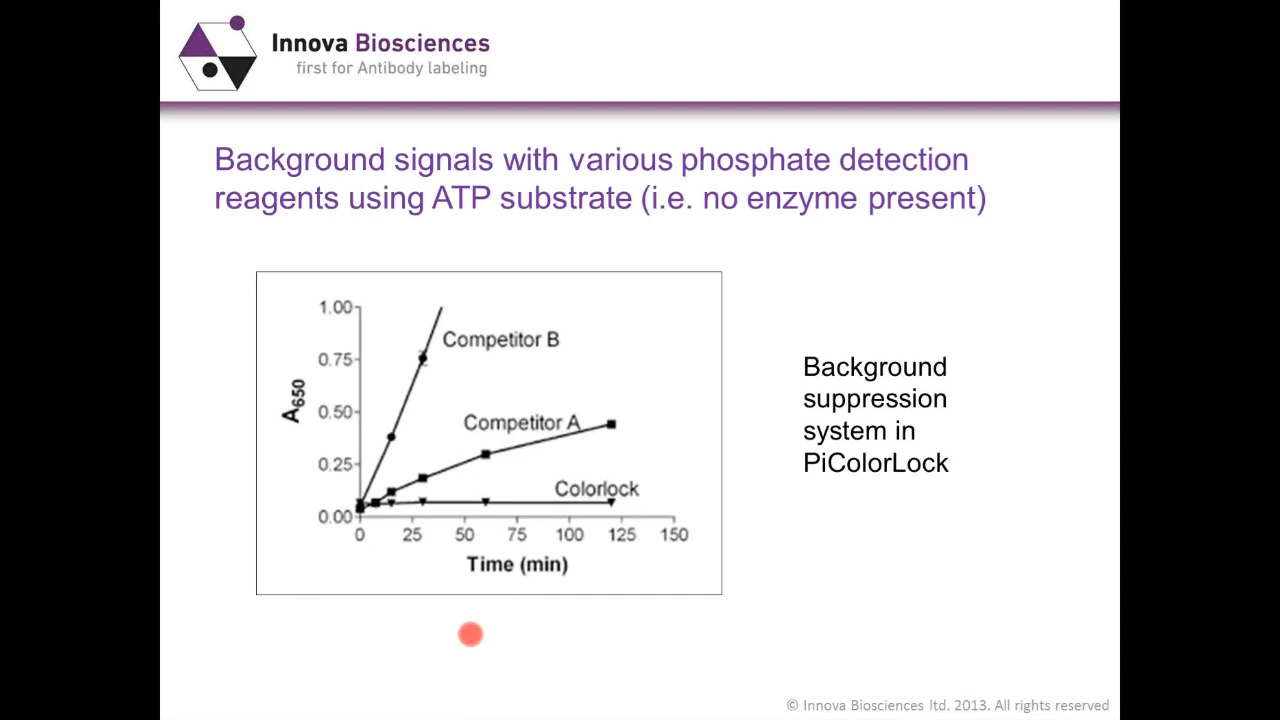 Innova Biosciences
first for Antibody labeling
Background signals with various phosphate detection
reagents using ATP substrate (i.e. no enzyme present)
1.00
Competitor B
0.75
A650
0.50
Competitor A
0.25
Colorlock
0.00
0 25 50 75 100 125 150
Time (min)
Background
suppression
system in
PiColorLock
© Innova Biosciences ltd. 2013. All rights reserved